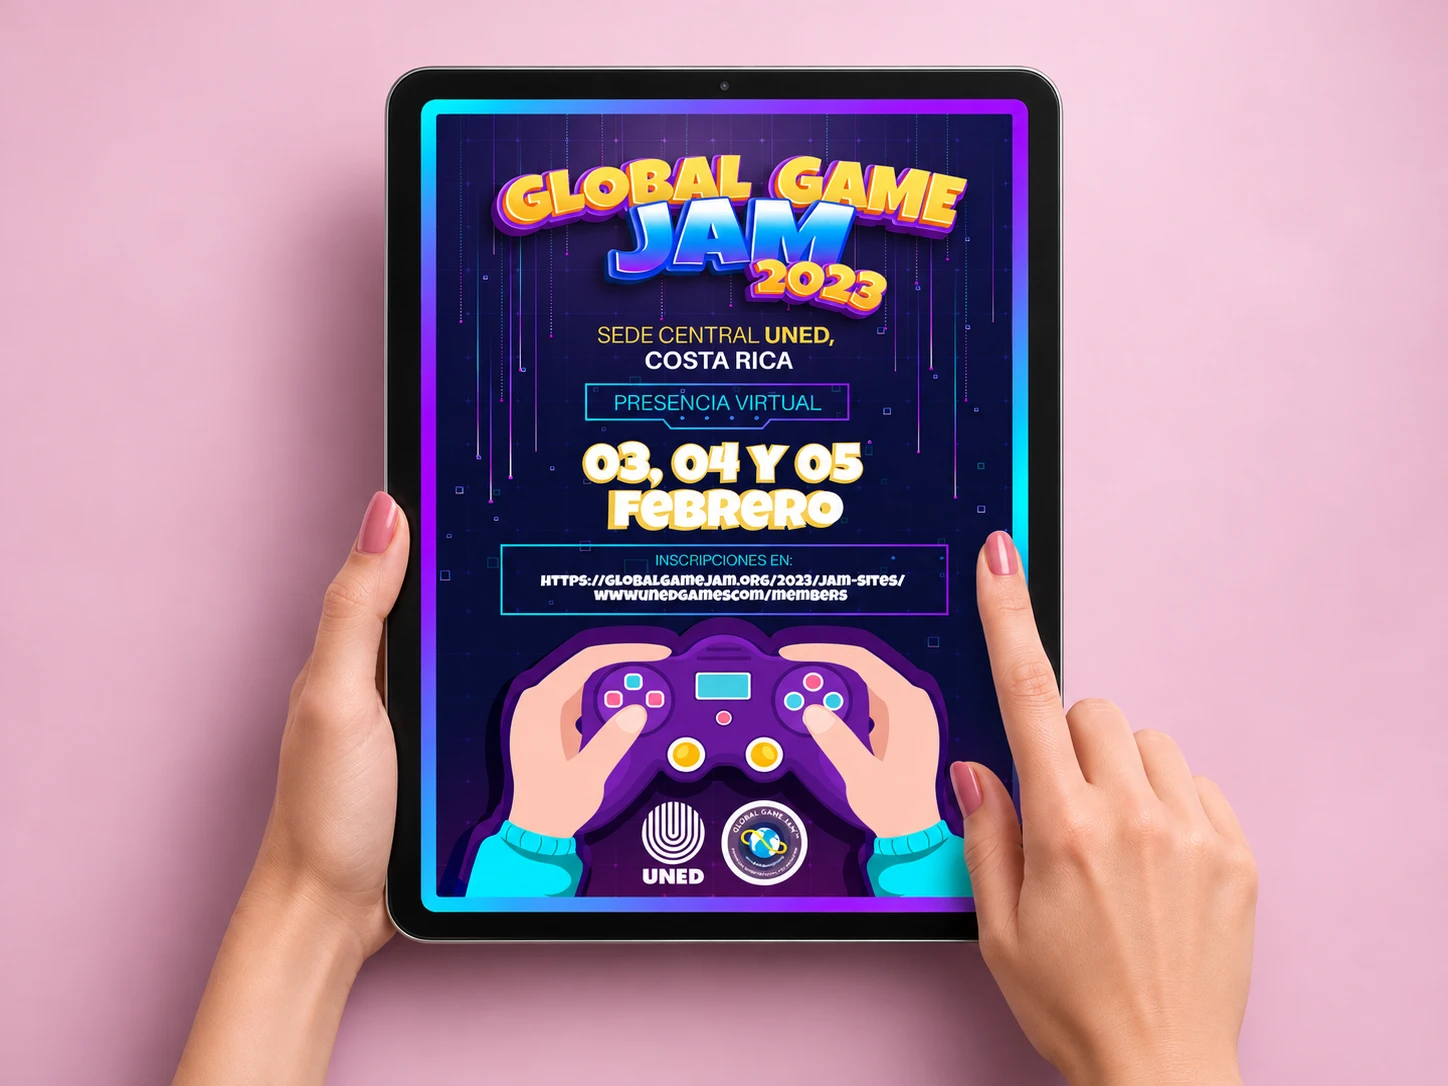 GLOBAL GAME
JAM
2023
SEDE CENTRAL UNED,
COSTA RICA
PRESENCIA VIRTUAL
03, 04 Y 05
FeBRERO
INSCRIPCIONES EN:
HTTPS://GLOBALGAMEJAM.ORG/2023/JAM-SITES/
WWWUNEDGAMESCOM/MEMBERS
UNED
GLOBAL GAME JAM